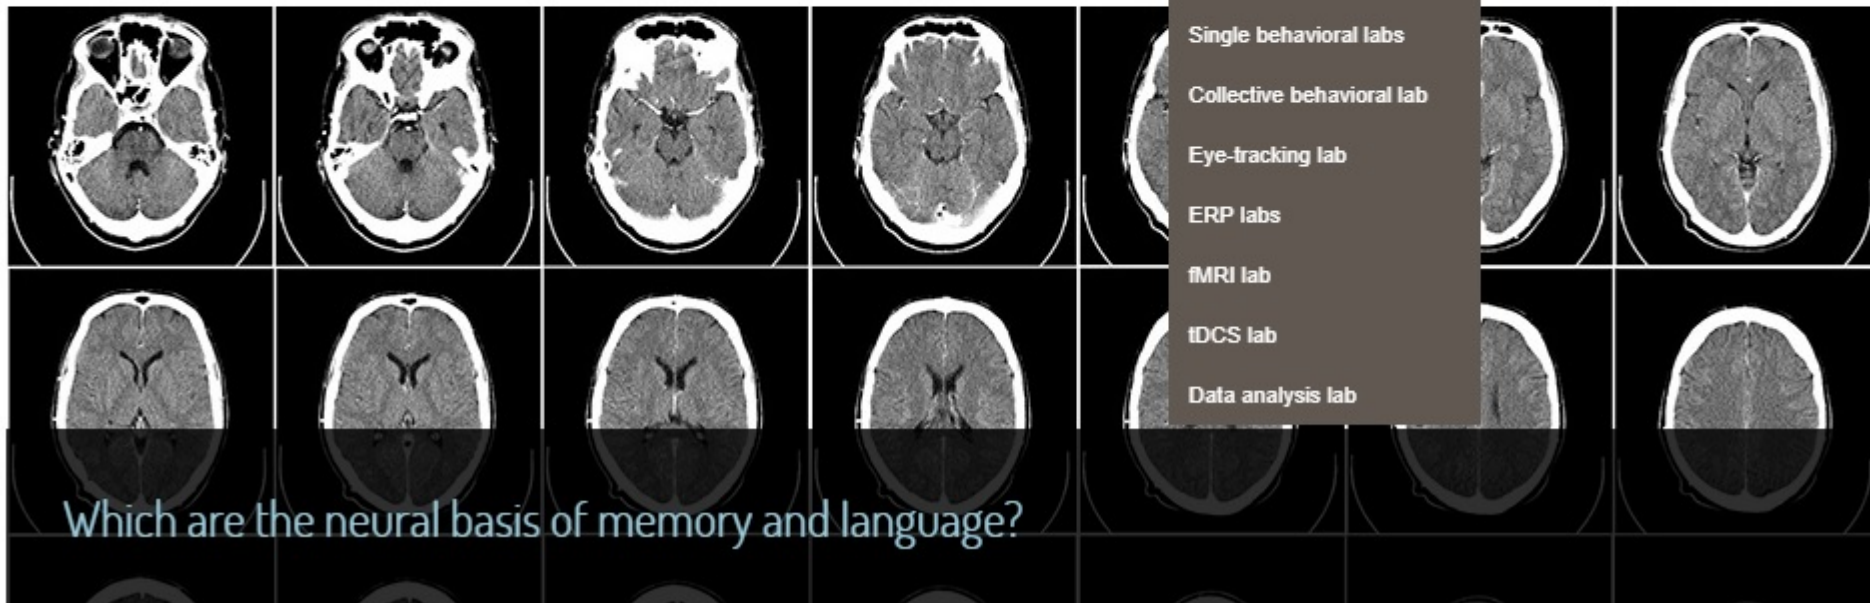 Single behavioral labs
Collective behavioral lab
Eye-tracking lab
ERP labs
fMRI lab
tDCS lab
Data analysis lab
Which are the neural basis of memory and language?